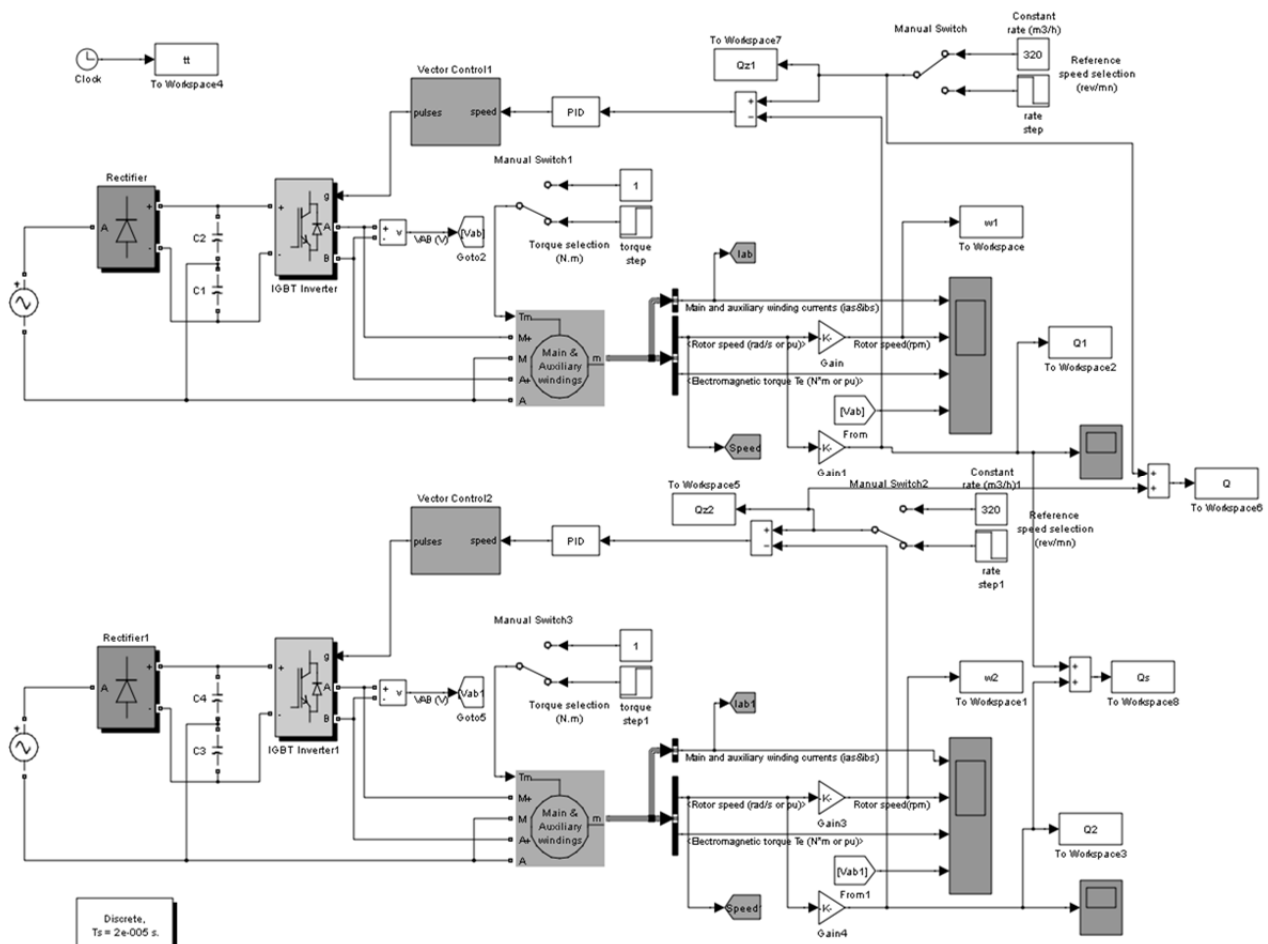 Clock
tt
To Workspace4
Vector Control1
pulses
speed
PID
To Workspace7
Qz1
+
−
Manual Switch
Constant
rate (m3/h)
320
Reference
speed selection
(rev/mn)
rate
step
Rectifier
A
+
-
C2
C1
+
-
g
A
B
IGBT Inverter
+
-
v
VAB (V)
[Vab]
Goto2
Manual Switch1
1
Torque selection
(N.m)
torque
step
Tm
M+
M
A+
A
Main &
Auxiliary
windings
m
Iab
Main and auxiliary winding currents (ias&ibs)
<Rotor speed (rad/s or pu)>
-K-
Gain
Rotor speed(rpm)
<Electromagnetic torque Te (N*m or pu)>
[Vab]
From
Speed
-K-
Gain1
w1
To Workspace
Q1
To Workspace2
+
+
Q
To Workspace6
Vector Control2
pulses
speed
PID
To Workspace5
Qz2
+
−
Manual Switch2
Constant
rate (m3/h)1
320
Reference
speed selection
(rev/mn)
rate
step1
Rectifier1
A
+
-
C4
C3
+
-
g
A
B
IGBT Inverter1
+
-
v
VAB (V)
[Vab1]
Goto5
Manual Switch3
1
Torque selection
(N.m)
torque
step1
Tm
M+
M
A+
A
Main &
Auxiliary
windings
m
Iab1
Main and auxiliary winding currents (ias&ibs)
<Rotor speed (rad/s or pu)>
-K-
Gain3
Rotor speed(rpm)
<Electromagnetic torque Te (N*m or pu)>
[Vab1]
From1
Speed1
-K-
Gain4
w2
To Workspace1
+
+
Qs
To Workspace8
Q2
To Workspace3
Discrete,
Ts = 2e-005 s.